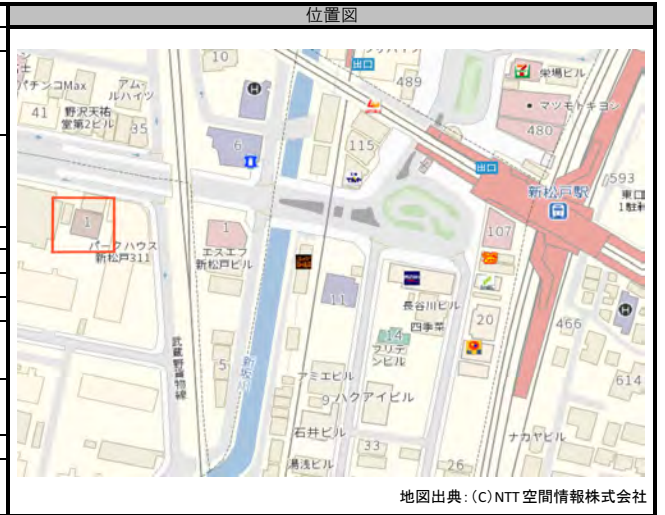 位置図
10
出口
489
栄場ビル
パチンコMax
アム・
ルハイツ
マツモトキヨシ
41
野沢天祐
堂第2ビル
35
6
115
480
出口
新松戸駅
593
東口
1
パークハウス
新松戸311
1
エスエフ
新松戸ビル
107
11
長谷川ビル
四季菜
20
14
プリテ
ンビル
466
武蔵野貨物線
5
新坂川
アミエビル
9
ハクアイビル
614
石井ビル
33
ナカヤビル
湯浅ビル
26
地図出典：(C)NTT空間情報株式会社